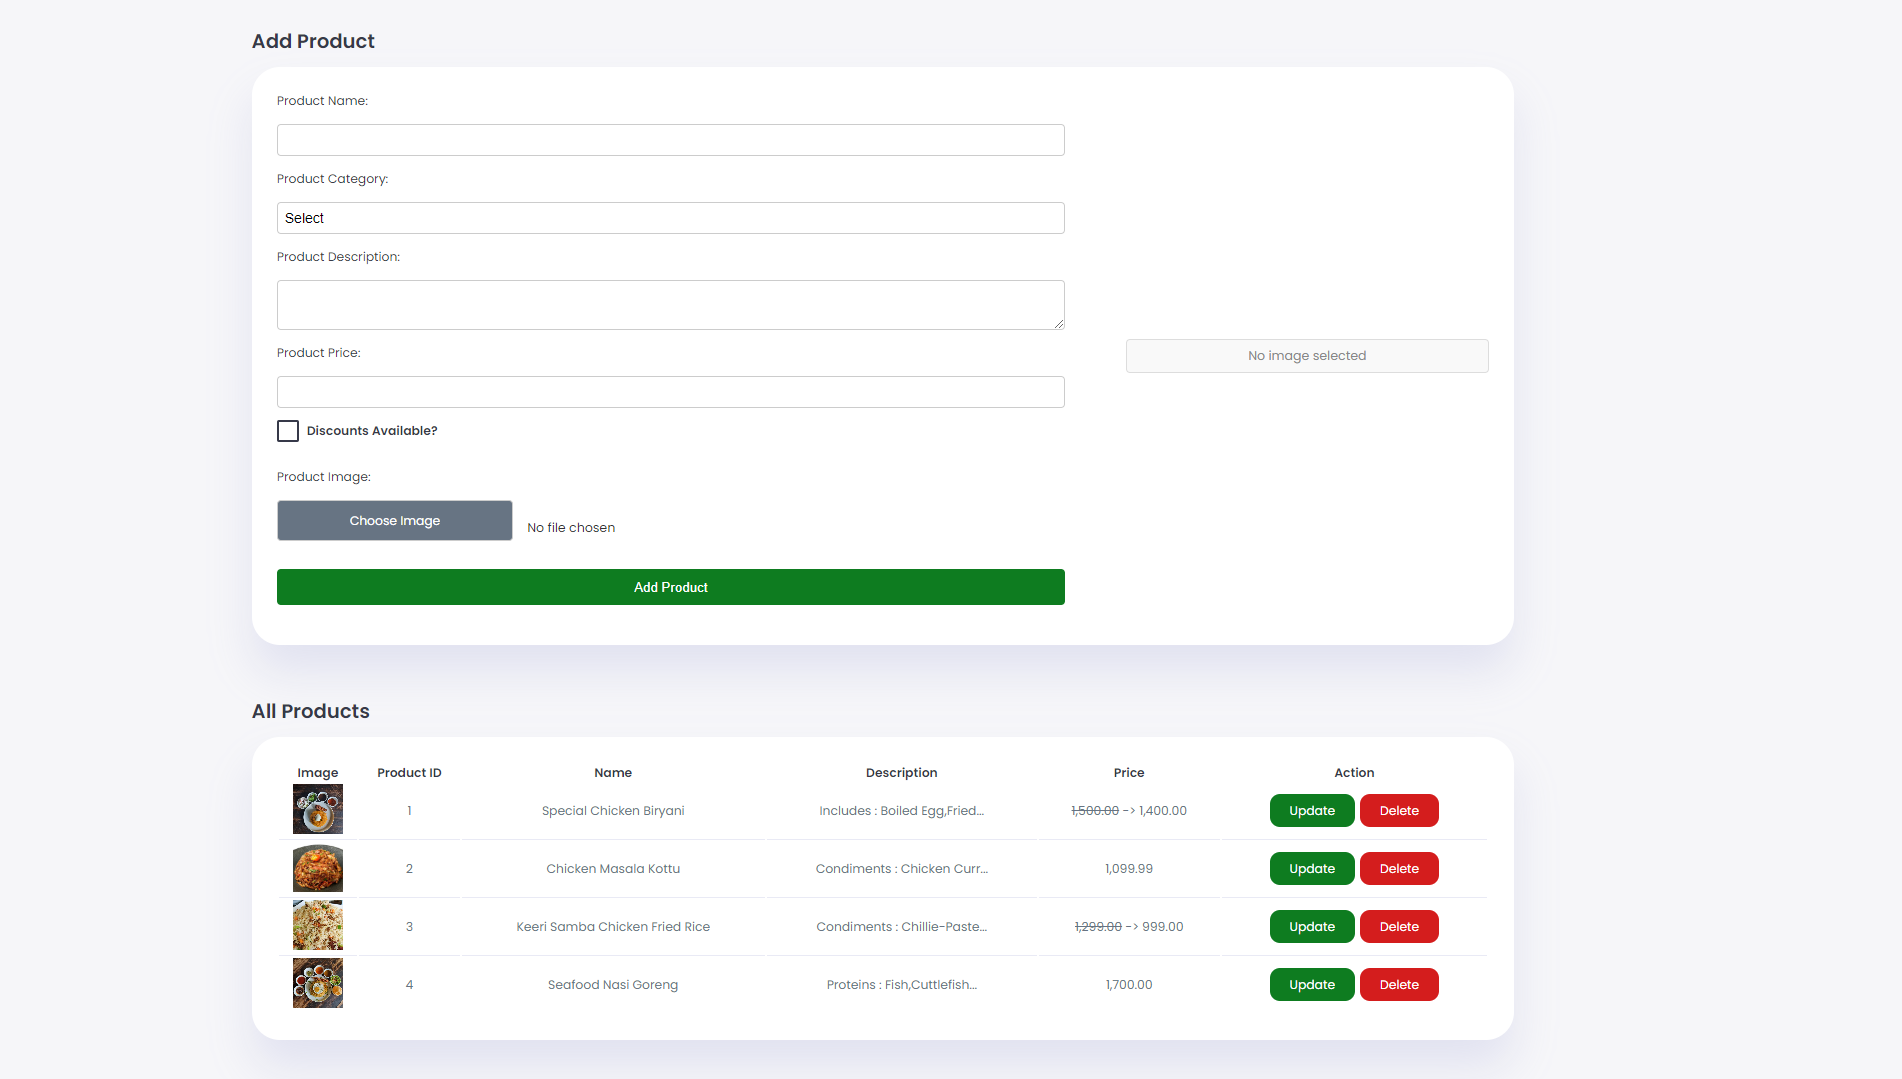 Add Product
Product Name:
Product Category:
Select
Product Description:
Product Price:
No image selected
Discounts Available?
Product Image:
Choose Image No file chosen
Add Product
All Products
Image Product ID Name Description Price Action
1 Special Chicken Biryani Includes : Boiled Egg,Fried... 1,500.00 -> 1,400.00 Update Delete
2 Chicken Masala Kottu Condiments : Chicken Curr... 1,099.99 Update Delete
3 Keeri Samba Chicken Fried Rice Condiments : Chillie-Paste... 1,299.00 -> 999.00 Update Delete
4 Seafood Nasi Goreng Proteins : Fish,Cuttlefish... 1,700.00 Update Delete